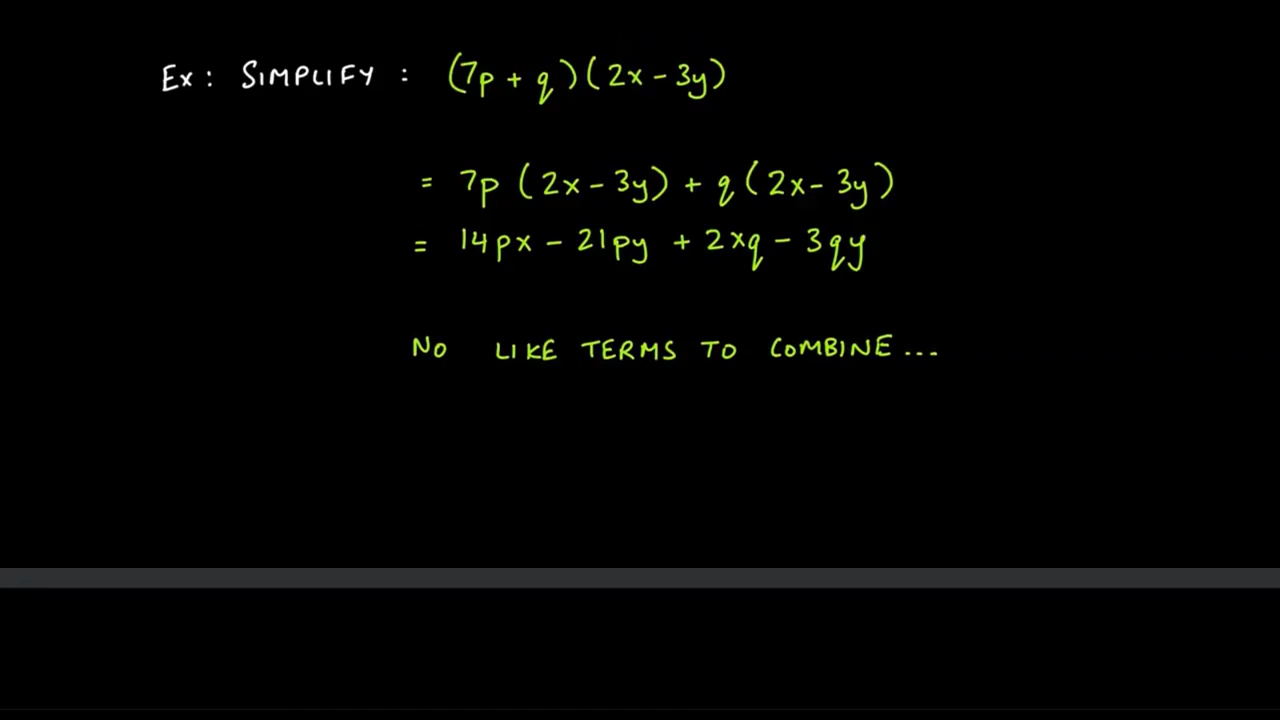 Ex: SIMPLIFY : (7p + q)(2x - 3y)
= 7p (2x - 3y) + q (2x - 3y)
= 14px - 21py + 2xq - 3qy
NO LIKE TERMS TO COMBINE...